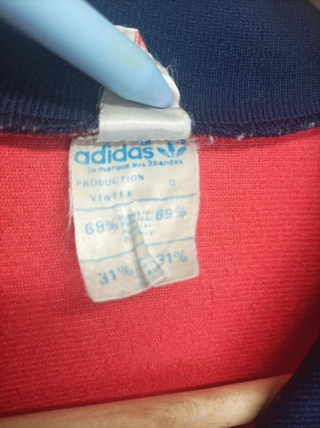 adidas
la marque aux 3 bandes
PRODUCTION D
VENTEX
69% 69%
31% 31%